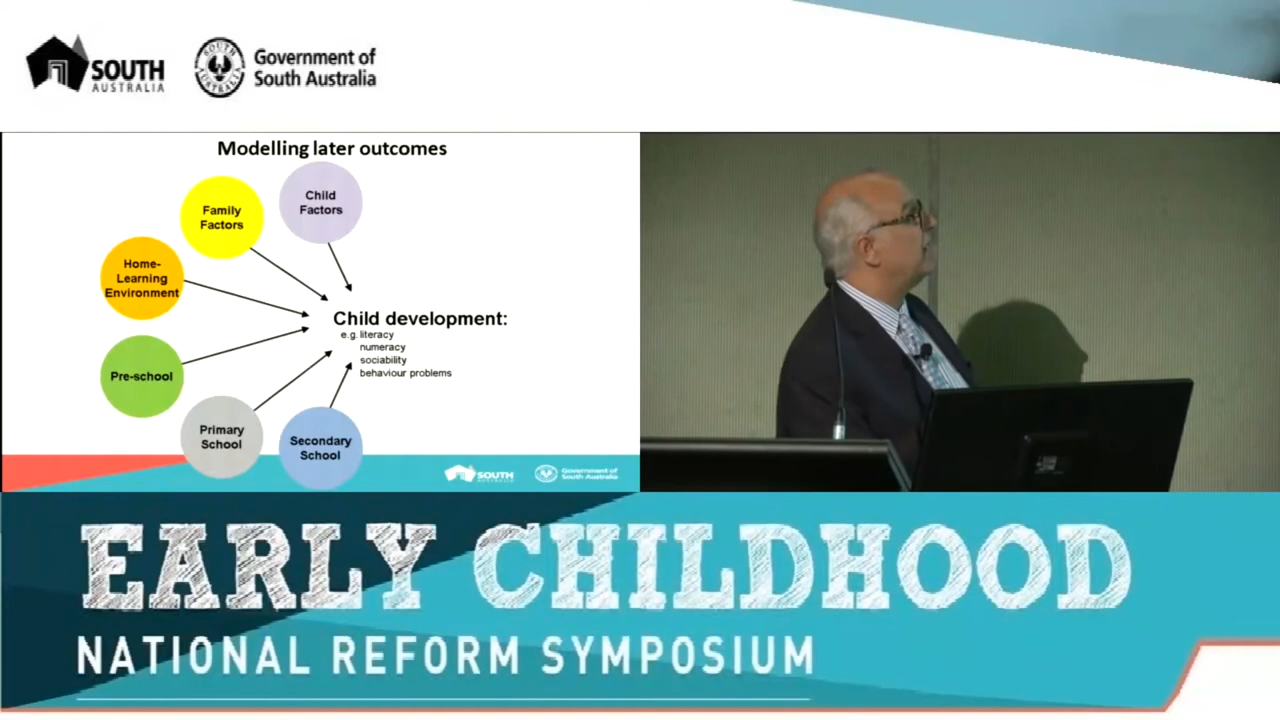 SOUTH
AUSTRALIA
Government of
South Australia
Modelling later outcomes
Child
Factors
Family
Factors
Home-
Learning
Environment
Child development:
e.g. literacy
numeracy
sociability
behaviour problems
Pre-school
Primary
School
Secondary
School
SOUTH
AUSTRALIA
Government of
South Australia
EARLY CHILDHOOD
NATIONAL REFORM SYMPOSIUM